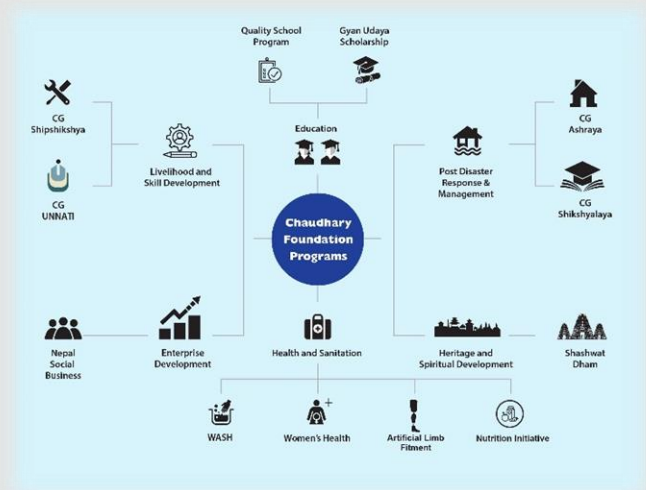 Quality School
Program
Gyan Udaya
Scholarship
CG
Shipshikshya
Education
CG
Ashraya
Livelihood and
Skill Development
Post Disaster
Response &
Management
CG
UNNATI
CG
Shikshyalaya
Chaudhary
Foundation
Programs
Nepal
Social
Business
Enterprise
Development
Health and Sanitation
Heritage and
Spiritual Development
Shashwat
Dham
WASH
Women's Health
Artificial Limb
Fitment
Nutrition Initiative